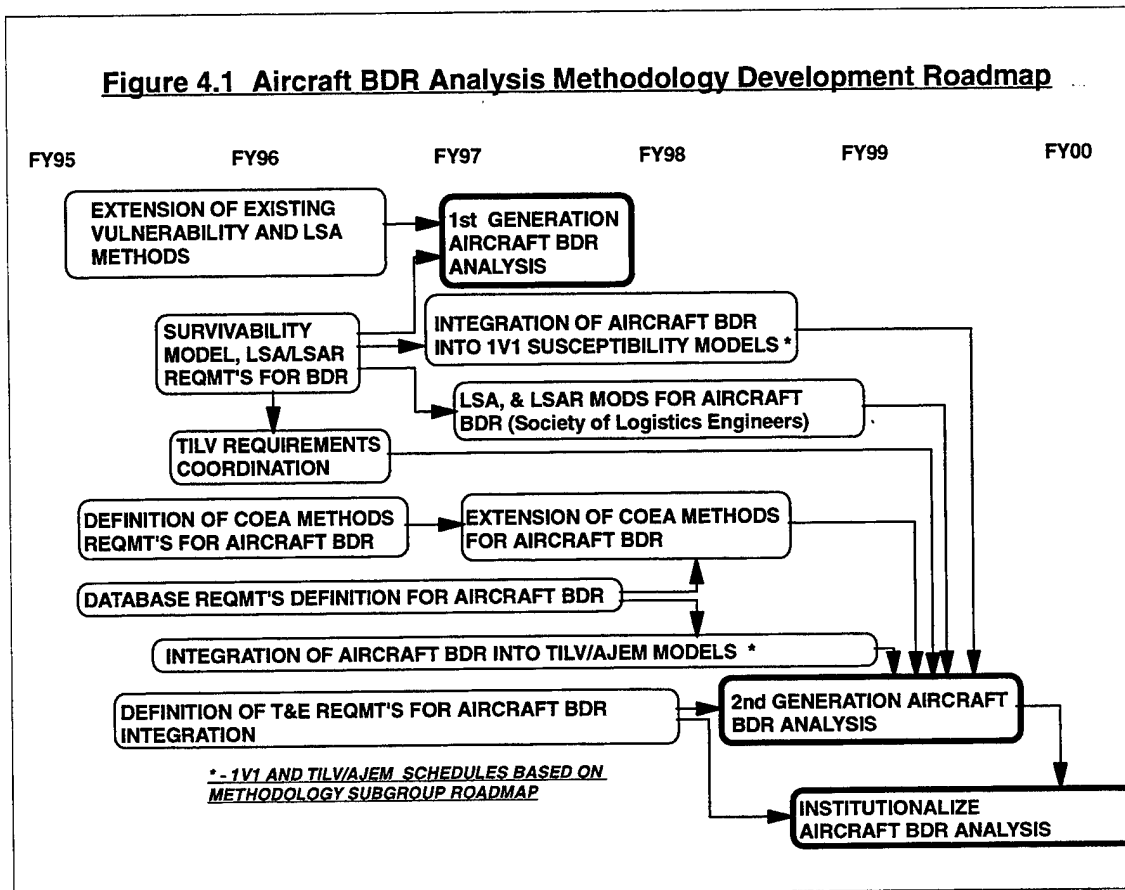 Figure 4.1 Aircraft BDR Analysis Methodology Development Roadmap
FY95 FY96 FY97 FY98 FY99 FY00
EXTENSION OF EXISTING
VULNERABILITY AND LSA
METHODS
1st GENERATION
AIRCRAFT BDR
ANALYSIS
SURVIVABILITY
MODEL, LSA/LSAR
REQMT'S FOR BDR
INTEGRATION OF AIRCRAFT BDR
INTO 1V1 SUSCEPTIBILITY MODELS *
LSA, & LSAR MODS FOR AIRCRAFT
BDR (Society of Logistics Engineers)
TILV REQUIREMENTS
COORDINATION
DEFINITION OF COEA METHODS
REQMT'S FOR AIRCRAFT BDR
EXTENSION OF COEA METHODS
FOR AIRCRAFT BDR
DATABASE REQMT'S DEFINITION FOR AIRCRAFT BDR
INTEGRATION OF AIRCRAFT BDR INTO TILV/AJEM MODELS *
DEFINITION OF T&E REQMT'S FOR AIRCRAFT BDR
INTEGRATION
2nd GENERATION AIRCRAFT
BDR ANALYSIS
* - 1V1 AND TILV/AJEM SCHEDULES BASED ON
METHODOLOGY SUBGROUP ROADMAP
INSTITUTIONALIZE
AIRCRAFT BDR ANALYSIS